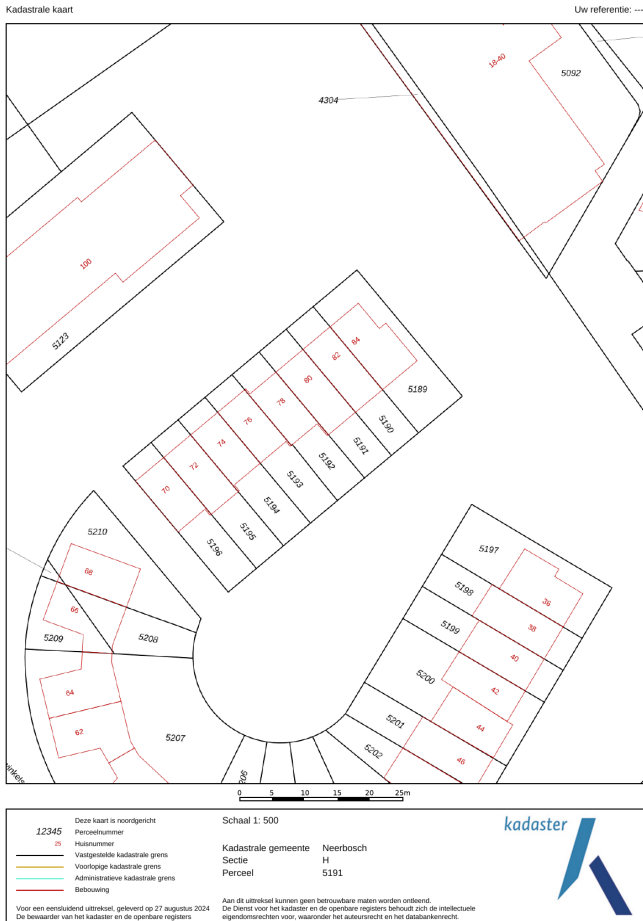 Kadastrale kaart
Uw referentie: ---
18-40
5092
4304
100
5123
84
82
80
78
76
74
72
70
5189
5190
5191
5192
5193
5194
5195
5196
5210
68
66
5209
5208
64
62
5207
5197
5198
5199
5200
5201
5202
36
38
40
42
44
46
0 5 10 15 20 25m
12345
25
Deze kaart is noordgericht
Perceelnummer
Huisnummer
Vastgestelde kadastrale grens
Voorlopige kadastrale grens
Administratieve kadastrale grens
Bebouwing
Voor een eensluidend uittreksel, geleverd op 27 augustus 2024
De bewaarder van het kadaster en de openbare registers
Schaal 1: 500
Kadastrale gemeente Neerbosch
Sectie H
Perceel 5191
Aan dit uittreksel kunnen geen betrouwbare maten worden ontleend.
De Dienst voor het kadaster en de openbare registers behoudt zich de intellectuele
eigendomsrechten voor, waaronder het auteursrecht en het databankenrecht.
kadaster